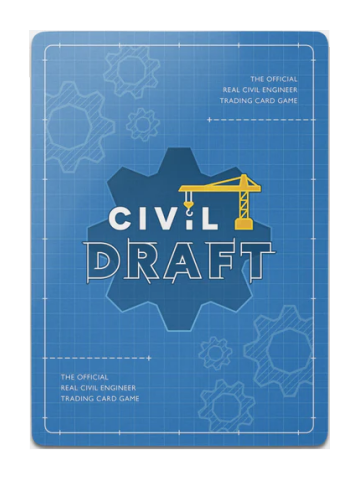 THE OFFICIAL
REAL CIVIL ENGINEER
TRADING CARD GAME
CIVIL
DRAFT
THE OFFICIAL
REAL CIVIL ENGINEER
TRADING CARD GAME